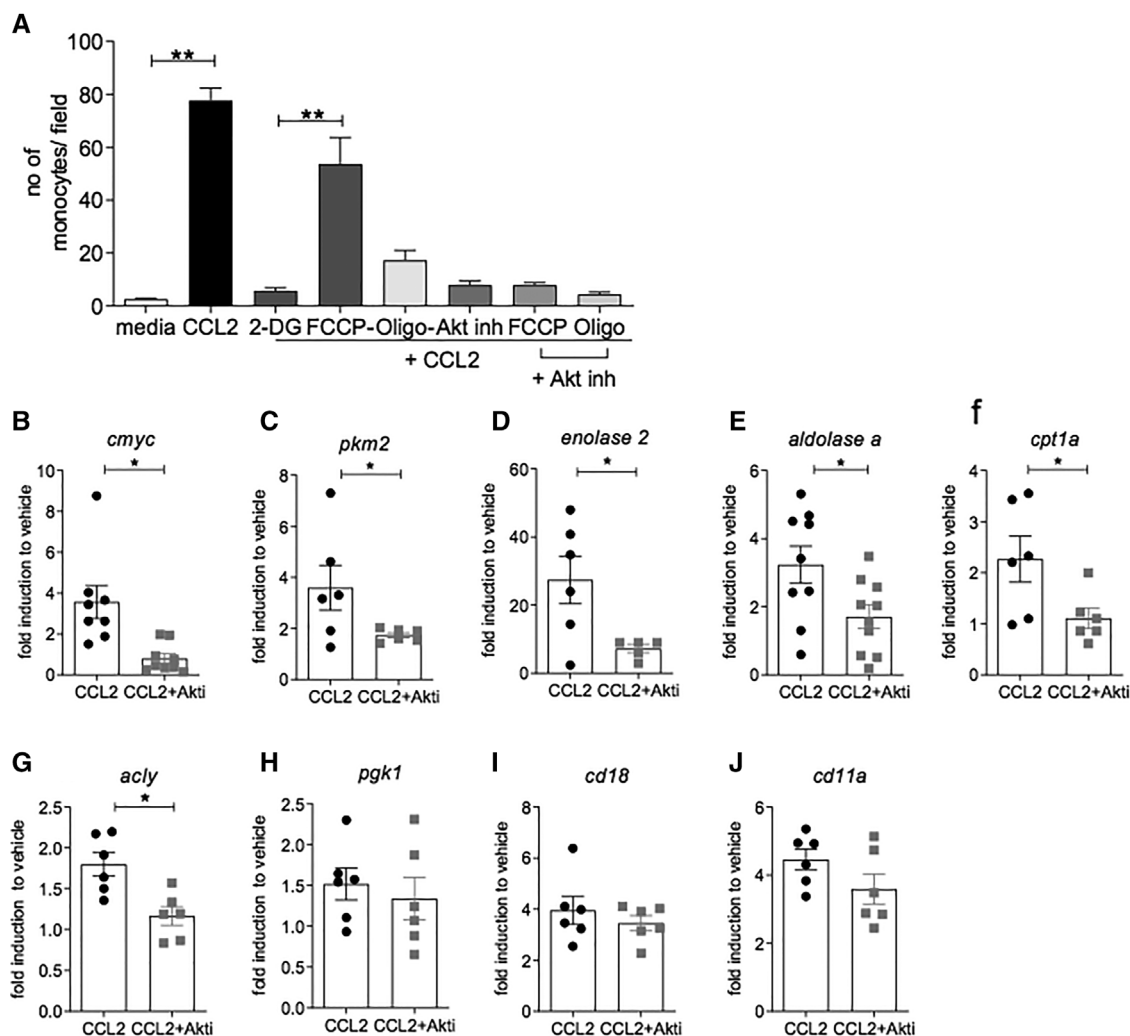 A
100
80
60
40
20
0
no of
monocytes/ field
**
**
media CCL2 2-DG FCCP-Oligo-Akt inh FCCP Oligo
+ CCL2
+ Akt inh
B
cmyc
*
10
8
6
4
2
0
fold induction to vehicle
CCL2 CCL2+Akti
C
pkm2
*
8
6
4
2
0
fold induction to vehicle
CCL2 CCL2+Akti
D
enolase 2
*
60
40
20
0
fold induction to vehicle
CCL2 CCL2+Akti
E
aldolase a
*
6
4
2
0
fold induction to vehicle
CCL2 CCL2+Akti
f
cpt1a
*
4
3
2
1
0
fold induction to vehicle
CCL2 CCL2+Akti
G
acly
*
2.5
2.0
1.5
1.0
0.5
0.0
fold induction to vehicle
CCL2 CCL2+Akti
H
pgk1
2.5
2.0
1.5
1.0
0.5
0.0
fold induction to vehicle
CCL2 CCL2+Akti
I
cd18
8
6
4
2
0
fold induction to vehicle
CCL2 CCL2+Akti
J
cd11a
6
4
2
0
fold induction to vehicle
CCL2 CCL2+Akti